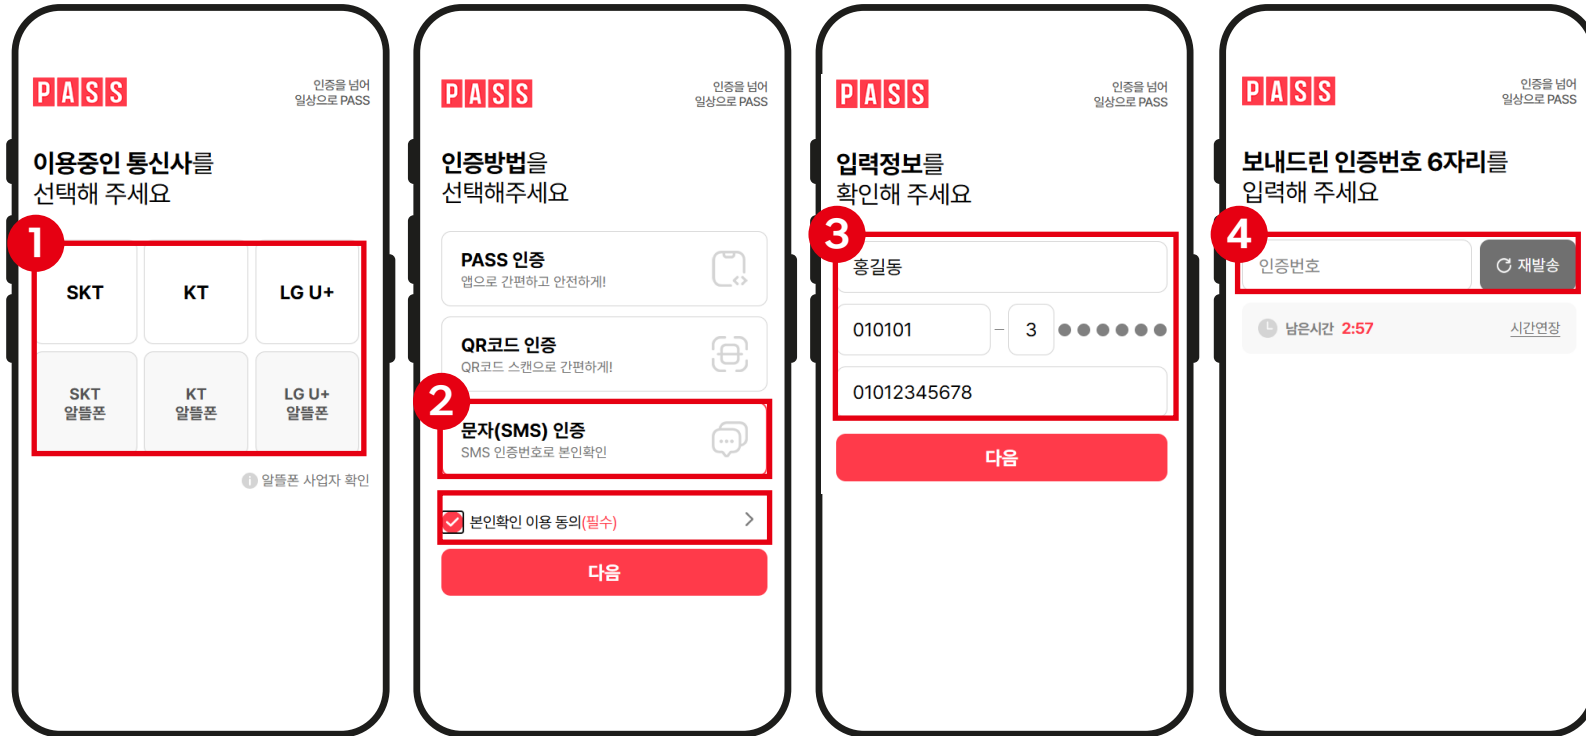 PASS
인증을 넘어
일상으로 PASS
이용중인 통신사를
선택해 주세요
1
SKT
KT
LG U+
SKT
알뜰폰
KT
알뜰폰
LG U+
알뜰폰
알뜰폰 사업자 확인
PASS
인증을 넘어
일상으로 PASS
인증방법을
선택해주세요
PASS 인증
앱으로 간편하고 안전하게!
QR코드 인증
QR코드 스캔으로 간편하게!
2
문자(SMS) 인증
SMS 인증번호로 본인확인
본인확인 이용 동의(필수)
다음
PASS
인증을 넘어
일상으로 PASS
입력정보를
확인해 주세요
3
홍길동
010101 – 3 ●●●●●●
01012345678
다음
PASS
인증을 넘어
일상으로 PASS
보내드린 인증번호 6자리를
입력해 주세요
4
인증번호
재발송
남은시간 2:57
시간연장